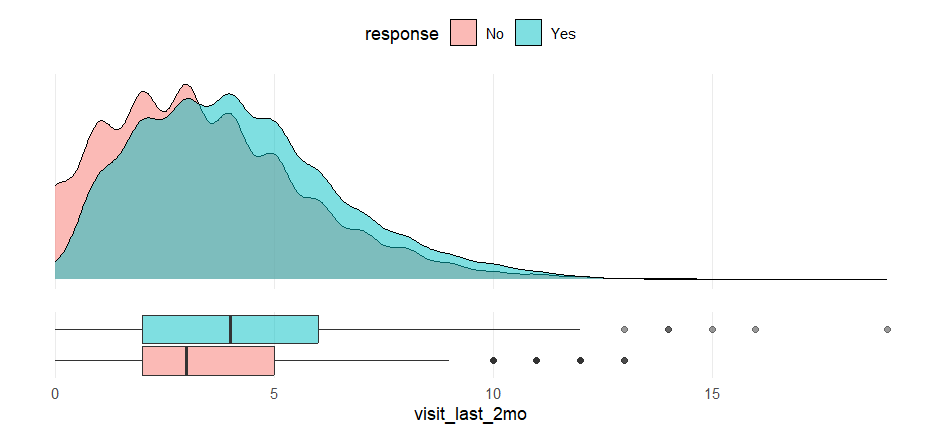 response No Yes
0 5 10 15
visit_last_2mo